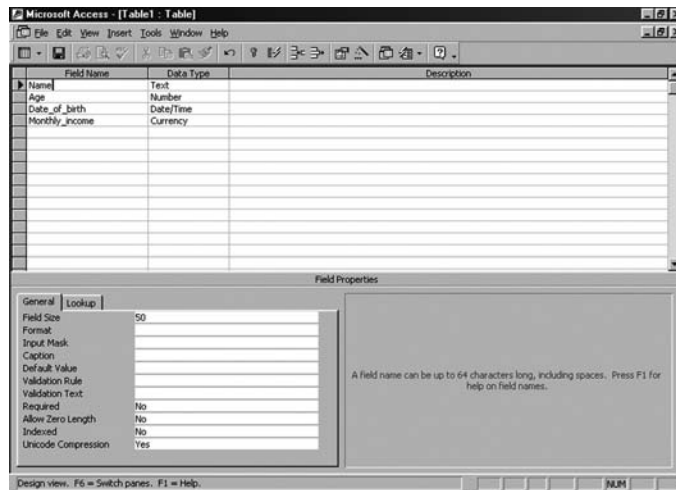 Microsoft Access - [Table1 : Table]
File Edit View Insert Tools Window Help
Field Name Data Type Description
Name Text
Age Number
Date_of_birth Date/Time
Monthly_income Currency
Field Properties
General Lookup
Field Size 50
Format
Input Mask
Caption
Default Value
Validation Rule
Validation Text
Required No
Allow Zero Length No
Indexed No
Unicode Compression Yes
A field name can be up to 64 characters long, including spaces. Press F1 for
help on field names.
Design view. F6 = Switch panes. F1 = Help. NUM